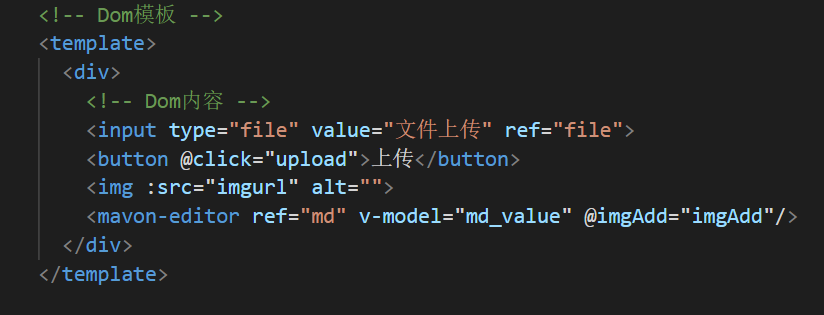 <!-- Dom模板 -->
<template>
<div>
<!-- Dom内容 -->
<input type="file" value="文件上传" ref="file">
<button @click="upload">上传</button>
<img :src="imgurl" alt="">
<mavon-editor ref="md" v-model="md_value" @imgAdd="imgAdd"/>
</div>
</template>